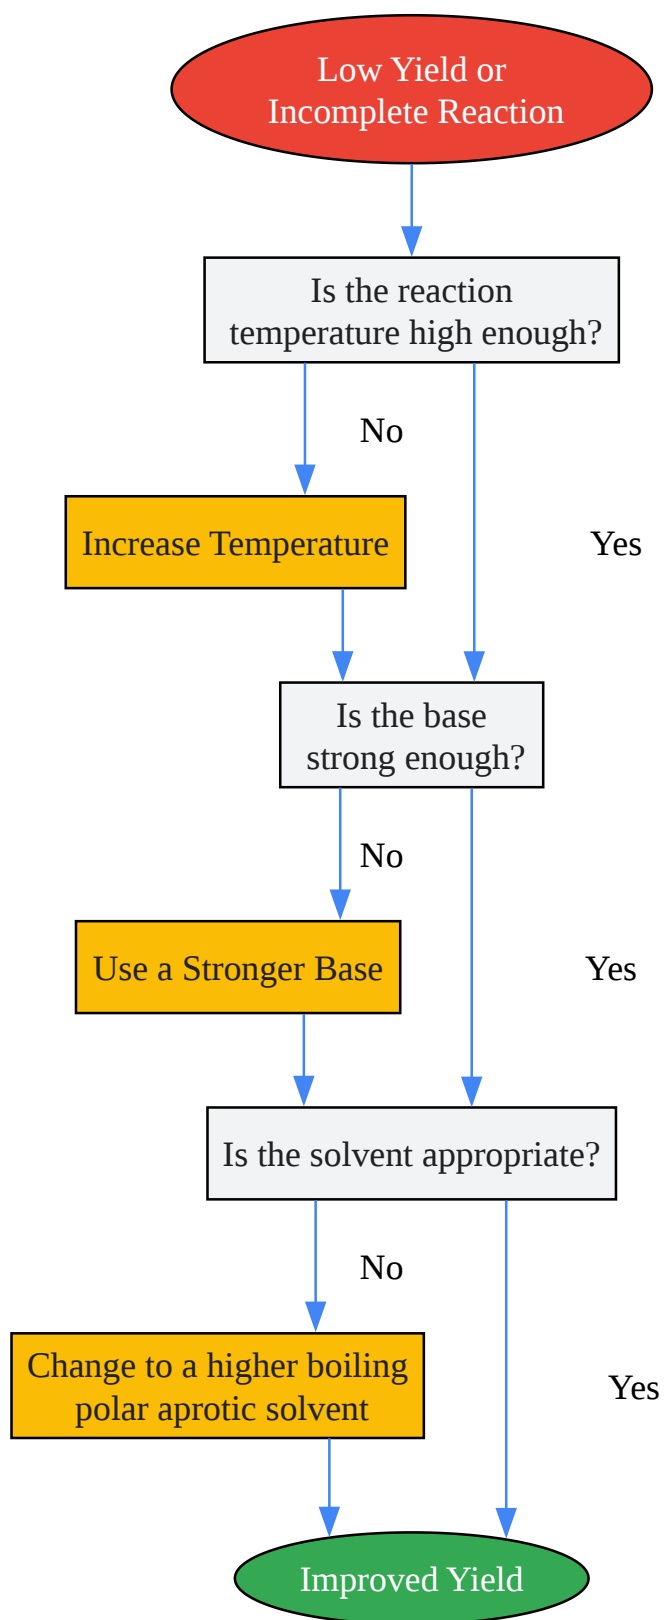 Low Yield or
Incomplete Reaction
Is the reaction
temperature high enough?
No
Increase Temperature
Yes
Is the base
strong enough?
No
Use a Stronger Base
Yes
Is the solvent appropriate?
No
Change to a higher boiling
polar aprotic solvent
Yes
Improved Yield